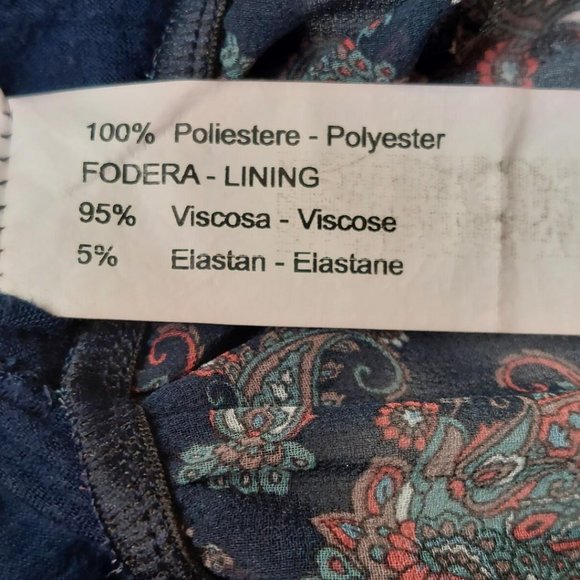 100% Poliestere - Polyester
FODERA - LINING
95% Viscosa - Viscose
5% Elastan - Elastane